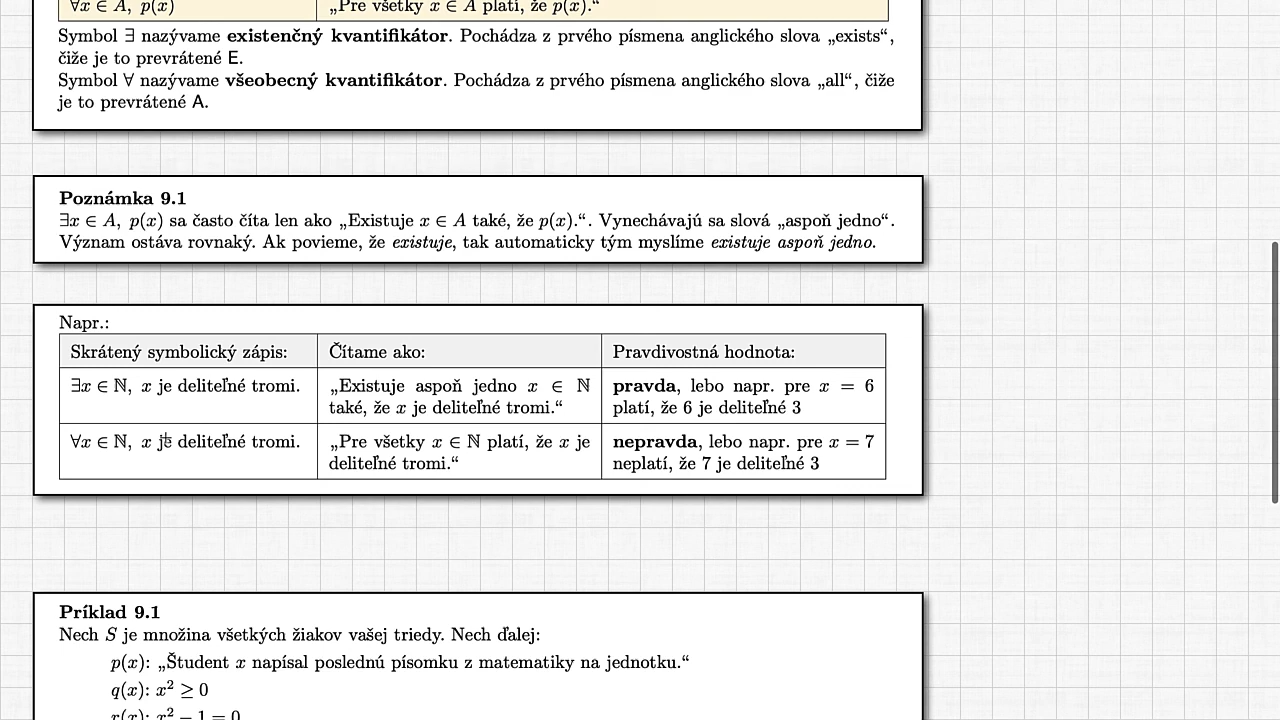 ∀x ∈ A, p(x) „Pre všetky x ∈ A platí, že p(x).“
Symbol ∃ nazývame existenčný kvantifikátor. Pochádza z prvého písmena anglického slova „exists“,
čiže je to prevrátené E.
Symbol ∀ nazývame všeobecný kvantifikátor. Pochádza z prvého písmena anglického slova „all“, čiže
je to prevrátené A.
Poznámka 9.1
∃x ∈ A, p(x) sa často číta len ako „Existuje x ∈ A také, že p(x).“. Vynechávajú sa slová „aspoň jedno“.
Význam ostáva rovnaký. Ak povieme, že existuje, tak automaticky tým myslíme existuje aspoň jedno.
Napr.:
Skrátený symbolický zápis: Čítame ako: Pravdivostná hodnota:
∃x ∈ ℕ, x je deliteľné tromi. „Existuje aspoň jedno x ∈ ℕ pravda, lebo napr. pre x = 6
také, že x je deliteľné tromi.“ platí, že 6 je deliteľné 3
∀x ∈ ℕ, x je deliteľné tromi. „Pre všetky x ∈ ℕ platí, že x je nepravda, lebo napr. pre x = 7
deliteľné tromi.“ neplatí, že 7 je deliteľné 3
Príklad 9.1
Nech S je množina všetkých žiakov vašej triedy. Nech ďalej:
p(x): „Študent x napísal poslednú písomku z matematiky na jednotku.“
q(x): x² ≥ 0
r(x): x² − 1 = 0